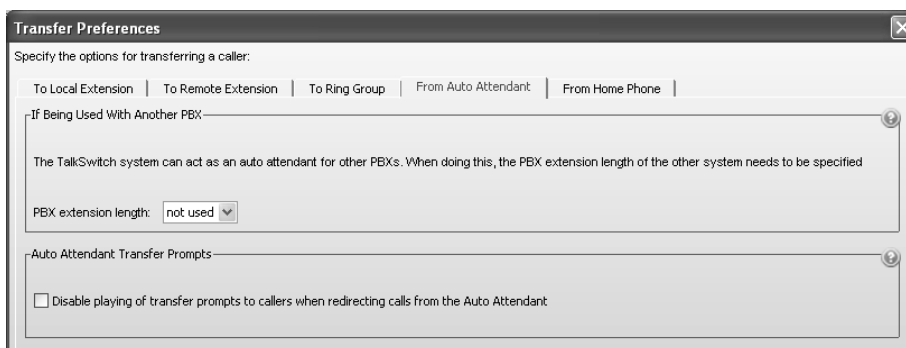 Transfer Preferences
Specify the options for transferring a caller:
To Local Extension | To Remote Extension | To Ring Group | From Auto Attendant | From Home Phone |
If Being Used With Another PBX
The TalkSwitch system can act as an auto attendant for other PBXs. When doing this, the PBX extension length of the other system needs to be specified
PBX extension length: not used
Auto Attendant Transfer Prompts
Disable playing of transfer prompts to callers when redirecting calls from the Auto Attendant